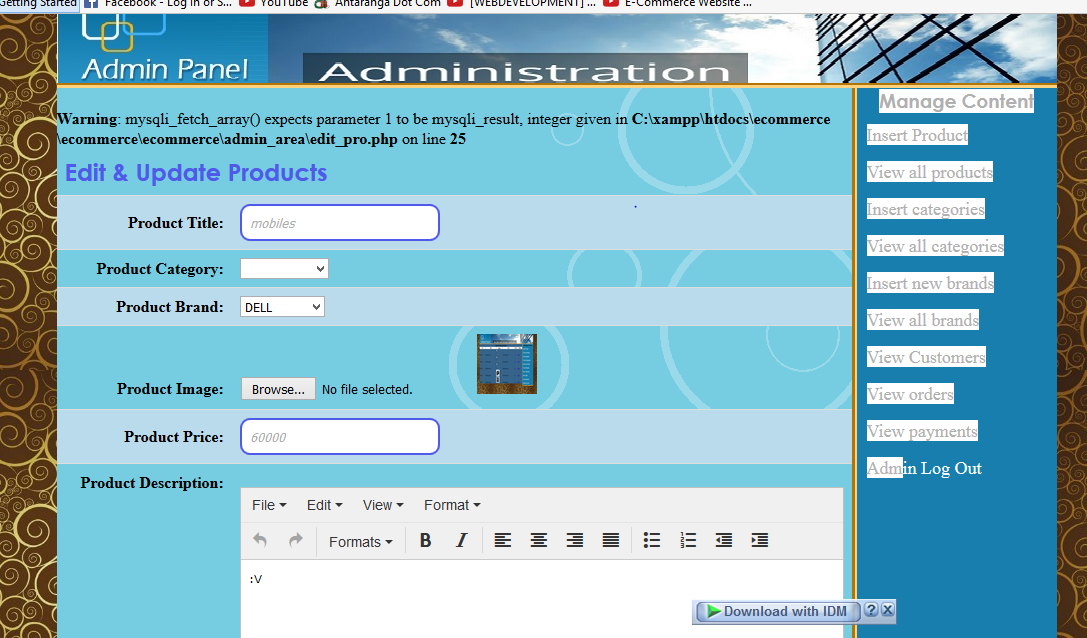 Getting Started Facebook - Log In or S... YouTube Antaranga Dot Com [WEBDEVELOPMENT] ... E-Commerce Website ...
Admin Panel
Administration
Warning: mysqli_fetch_array() expects parameter 1 to be mysqli_result, integer given in C:\xampp\htdocs\ecommerce
\ecommerce\ecommerce\admin_area\edit_pro.php on line 25
Edit & Update Products
Product Title: mobiles
Product Category:
Product Brand: DELL
Product Image: Browse... No file selected.
Product Price: 60000
Product Description:
File Edit View Format
Formats B I
:V
Manage Content
Insert Product
View all products
Insert categories
View all categories
Insert new brands
View all brands
View Customers
View orders
View payments
Admin Log Out
Download with IDM ? X